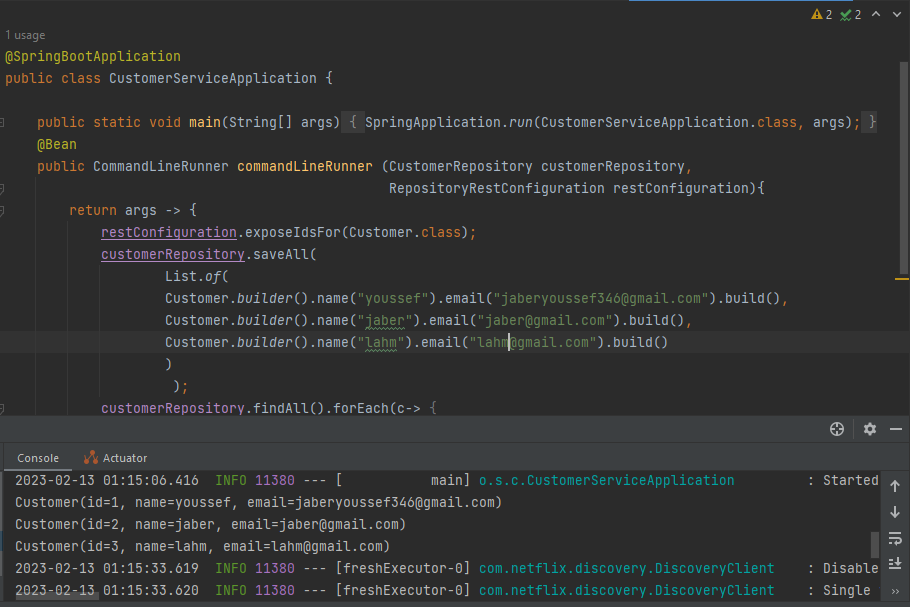 2 2
1 usage
@SpringBootApplication
public class CustomerServiceApplication {
public static void main(String[] args) { SpringApplication.run(CustomerServiceApplication.class, args); }
@Bean
public CommandLineRunner commandLineRunner (CustomerRepository customerRepository,
RepositoryRestConfiguration restConfiguration){
return args -> {
restConfiguration.exposeIdsFor(Customer.class);
customerRepository.saveAll(
List.of(
Customer.builder().name("youssef").email("jaberyoussef346@gmail.com").build(),
Customer.builder().name("jaber").email("jaber@gmail.com").build(),
Customer.builder().name("lahm").email("lahm@gmail.com").build()
)
);
customerRepository.findAll().forEach(c-> {
Console Actuator
2023-02-13 01:15:06.416 INFO 11380 --- [ main] o.s.c.CustomerServiceApplication : Started
Customer(id=1, name=youssef, email=jaberyoussef346@gmail.com)
Customer(id=2, name=jaber, email=jaber@gmail.com)
Customer(id=3, name=lahm, email=lahm@gmail.com)
2023-02-13 01:15:33.619 INFO 11380 --- [freshExecutor-0] com.netflix.discovery.DiscoveryClient : Disable
2023-02-13 01:15:33.620 INFO 11380 --- [freshExecutor-0] com.netflix.discovery.DiscoveryClient : Single